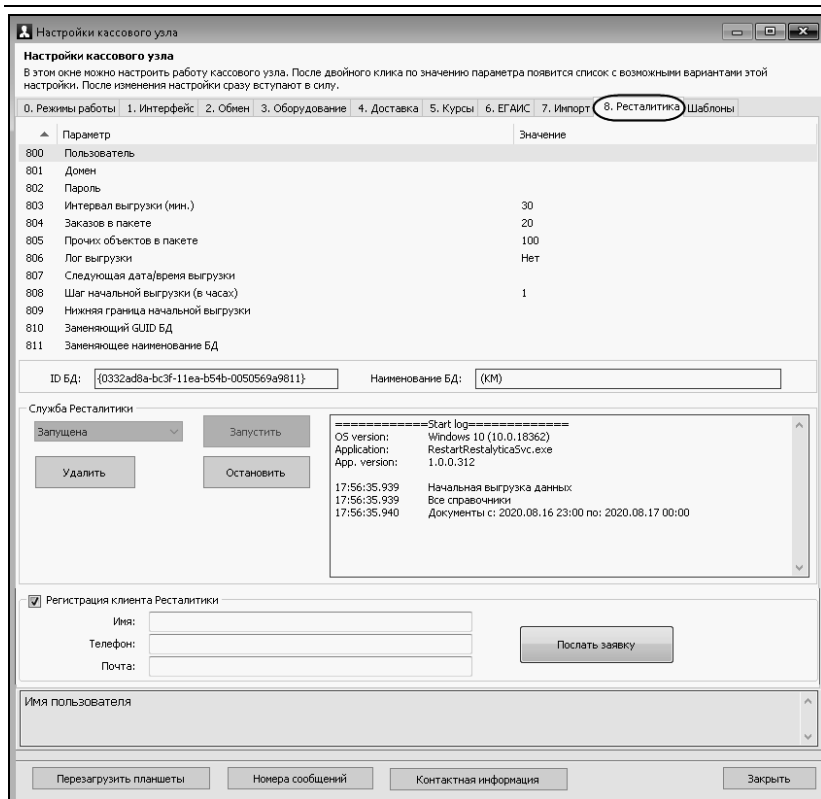 Настройки кассового узла
Настройки кассового узла
В этом окне можно настроить работу кассового узла. После двойного клика по значению параметра появится список с возможными вариантами этой
настройки. После изменения настройки сразу вступают в силу.
0. Режимы работы 1. Интерфейс 2. Обмен 3. Оборудование 4. Доставка 5. Курсы 6. ЕГАИС 7. Импорт 8. Ресталитика Шаблоны
Параметр Значение
800 Пользователь
801 Домен
802 Пароль
803 Интервал выгрузки (мин.) 30
804 Заказов в пакете 20
805 Прочих объектов в пакете 100
806 Лог выгрузки Нет
807 Следующая дата/время выгрузки
808 Шаг начальной выгрузки (в часах) 1
809 Нижняя граница начальной выгрузки
810 Заменяющий GUID БД
811 Заменяющее наименование БД
ID БД: {0332ad8a-bc3f-11ea-b54b-0050569a9811} Наименование БД: (КМ)
Служба Ресталитики
Запущена Запустить
Удалить Остановить
============Start log=============
OS version: Windows 10 (10.0.18362)
Application: RestartRestalyticaSvc.exe
App. version: 1.0.0.312
17:56:35.939 Начальная выгрузка данных
17:56:35.939 Все справочники
17:56:35.940 Документы с: 2020.08.16 23:00 по: 2020.08.17 00:00
Регистрация клиента Ресталитики
Имя:
Телефон:
Почта:
Послать заявку
Имя пользователя
Перезагрузить планшеты Номера сообщений Контактная информация Закрыть